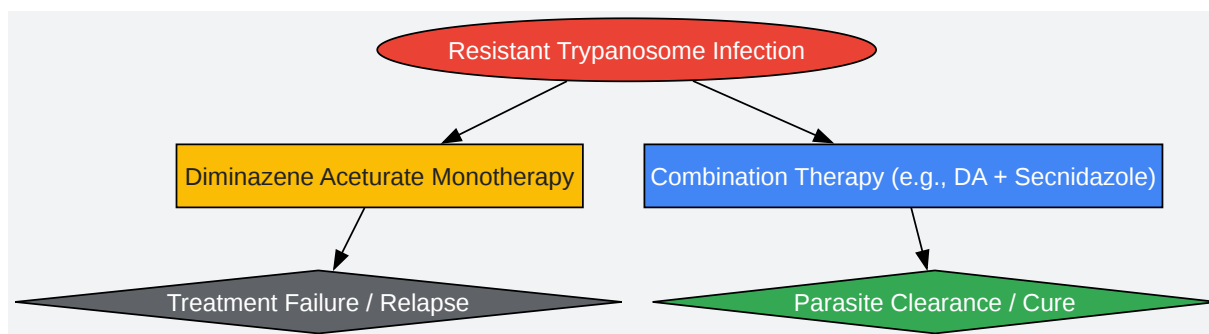 Resistant Trypanosome Infection
Diminazene Aceturate Monotherapy
Combination Therapy (e.g., DA + Secnidazole)
Treatment Failure / Relapse
Parasite Clearance / Cure